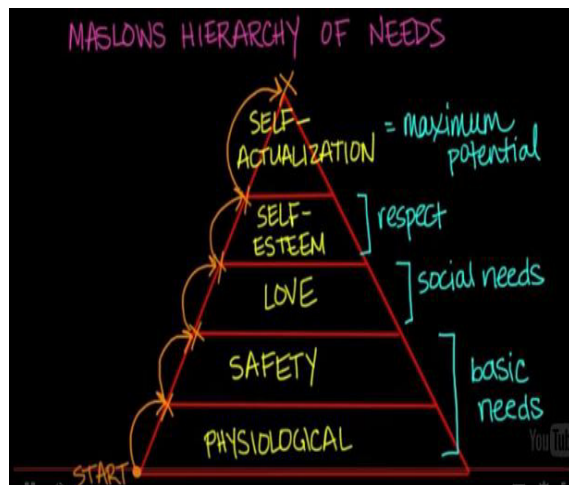 MASLOWS HIERARCHY OF NEEDS
SELF-
ACTUALIZATION
= maximum
potential
SELF-
ESTEEM
respect
LOVE
social needs
SAFETY
basic
needs
PHYSIOLOGICAL
START
YouTu